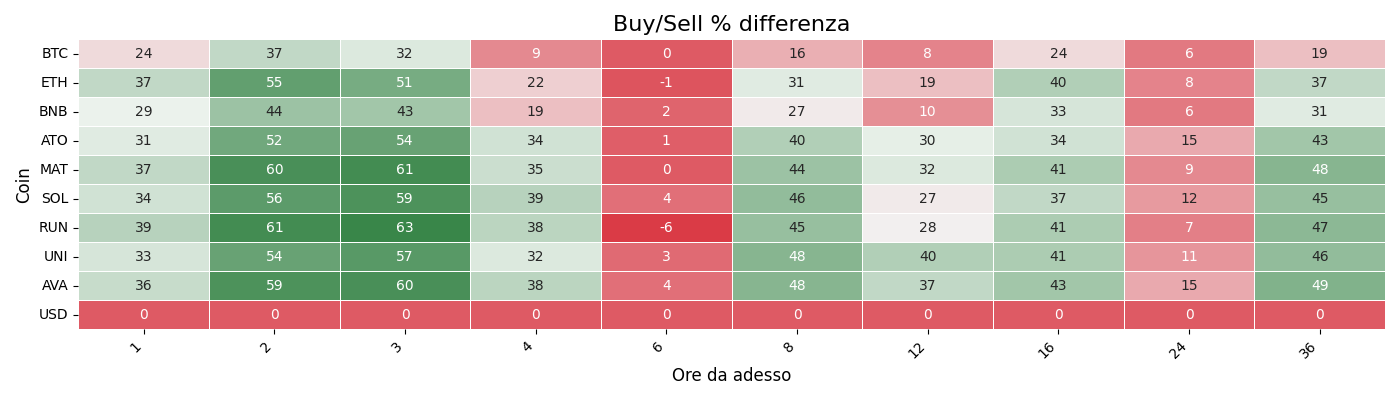 Buy/Sell % differenza
Coin
BTC 24 37 32 9 0 16 8 24 6 19
ETH 37 55 51 22 -1 31 19 40 8 37
BNB 29 44 43 19 2 27 10 33 6 31
ATO 31 52 54 34 1 40 30 34 15 43
MAT 37 60 61 35 0 44 32 41 9 48
SOL 34 56 59 39 4 46 27 37 12 45
RUN 39 61 63 38 -6 45 28 41 7 47
UNI 33 54 57 32 3 48 40 41 11 46
AVA 36 59 60 38 4 48 37 43 15 49
USD 0 0 0 0 0 0 0 0 0 0
1 2 3 4 6 8 12 16 24 36
Ore da adesso